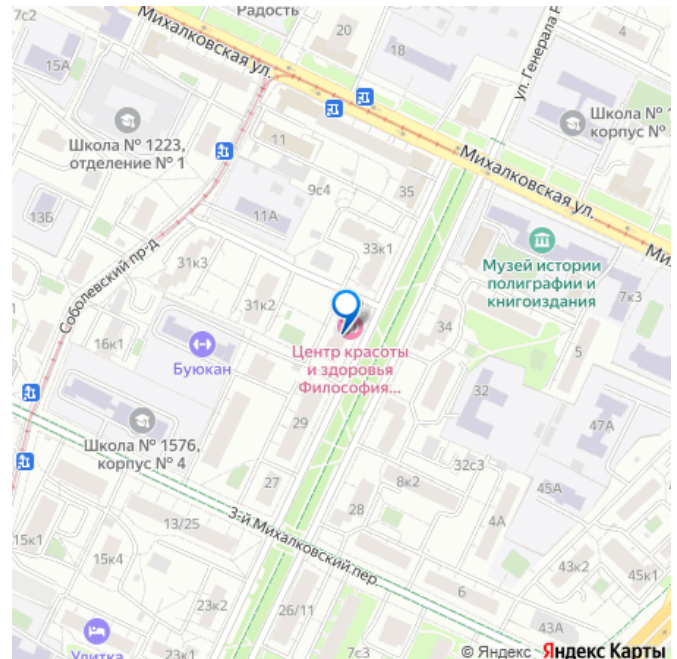 7с2
Радость
20
4
15А
Михалковская ул.
18
Школа № 1223,
отделение № 1
11
9с4
35
корпус №
Михалковская ул.
13Б
11А
33к1
Музей истории
полиграфии и
книгоиздания
7к3
Соболевский пр-д
31к3
31к2
34
5
16к1
Буюкан
Центр красоты
и здоровья
Философия...
32
47А
Школа № 1576,
корпус № 4
29
27
32с3
8к2
45А
13/25
28
4А
3-й Михалковский пер.
15к1
15к4
43к2
45к1
6
23к2
26/11
43А
Улитка
23к1
7с3
© Яндекс Яндекс Карты